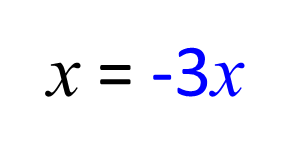 x = -3x